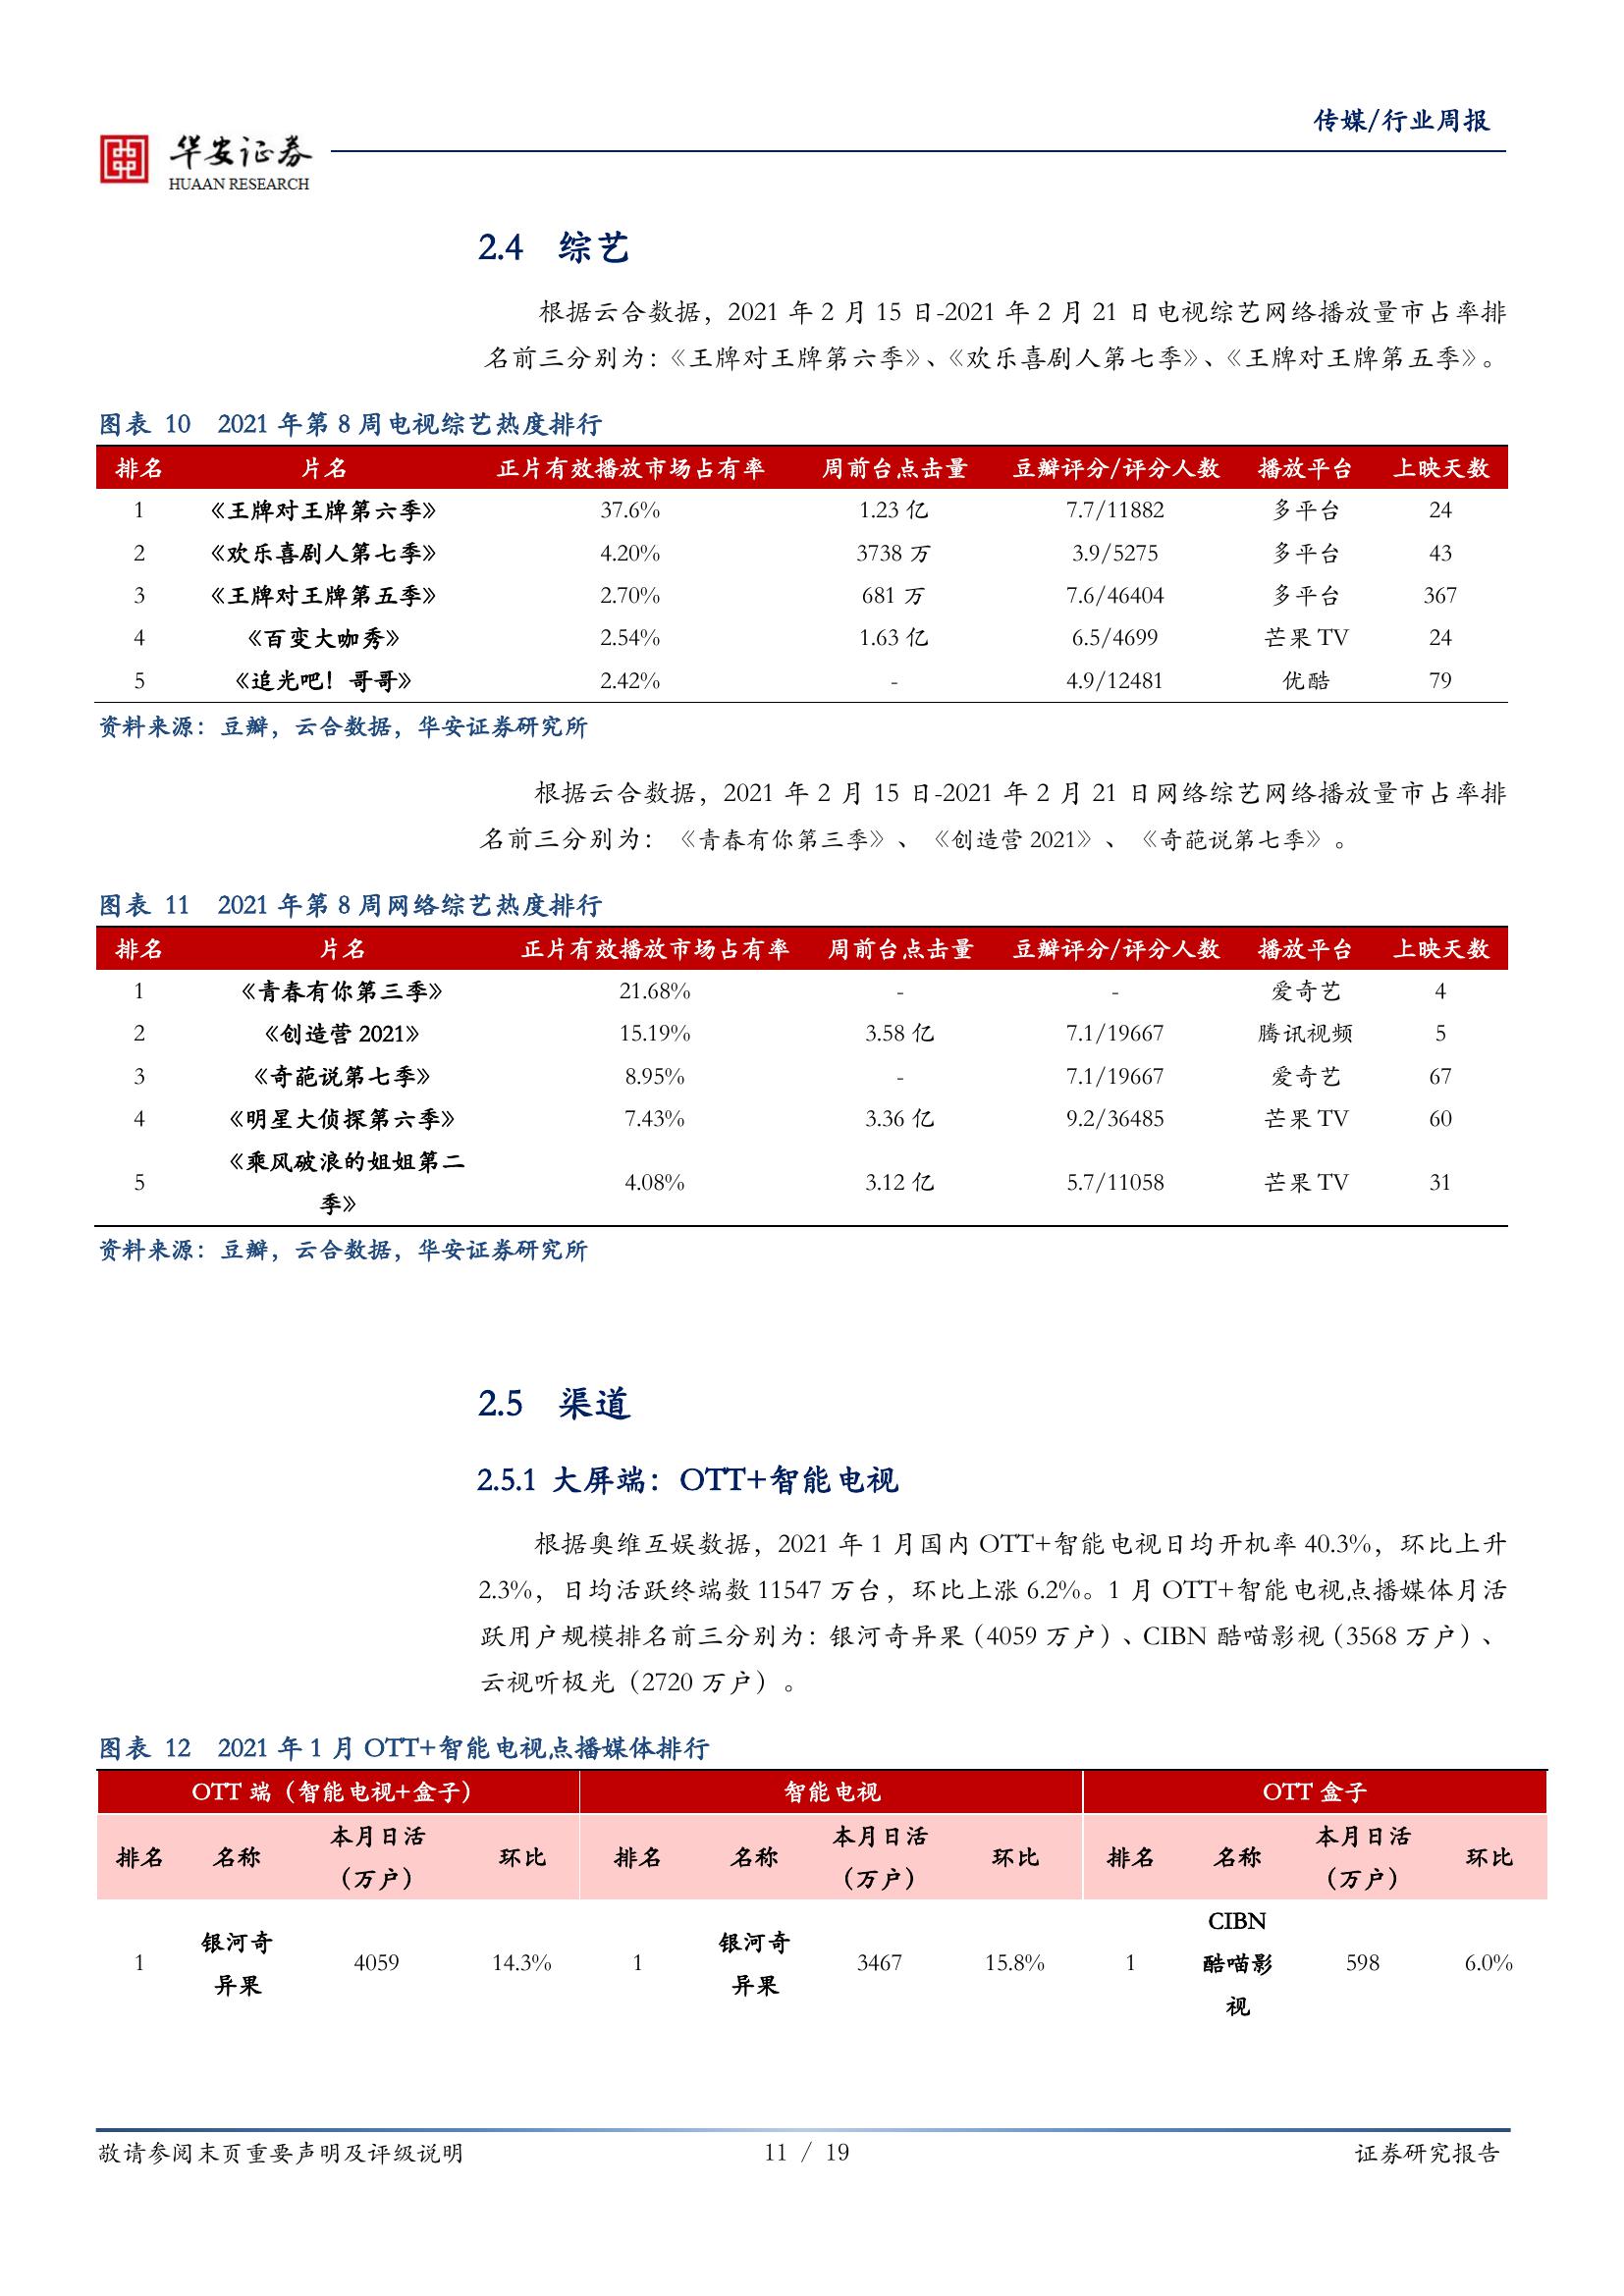 传媒/行业周报
华安证券
HUAAN RESEARCH
2.4 综艺
根据云合数据，2021 年 2 月 15 日-2021 年 2 月 21 日电视综艺网络播放量市占率排
名前三分别为：《王牌对王牌第六季》、《欢乐喜剧人第七季》、《王牌对王牌第五季》。
图表 10 2021 年第 8 周电视综艺热度排行
排名 片名 正片有效播放市场占有率 周前台点击量 豆瓣评分/评分人数 播放平台 上映天数
1 《王牌对王牌第六季》 37.6% 1.23 亿 7.7/11882 多平台 24
2 《欢乐喜剧人第七季》 4.20% 3738 万 3.9/5275 多平台 43
3 《王牌对王牌第五季》 2.70% 681 万 7.6/46404 多平台 367
4 《百变大咖秀》 2.54% 1.63 亿 6.5/4699 芒果 TV 24
5 《追光吧！哥哥》 2.42% - 4.9/12481 优酷 79
资料来源：豆瓣，云合数据，华安证券研究所
根据云合数据，2021 年 2 月 15 日-2021 年 2 月 21 日网络综艺网络播放量市占率排
名前三分别为：《青春有你第三季》、《创造营 2021》、《奇葩说第七季》。
图表 11 2021 年第 8 周网络综艺热度排行
排名 片名 正片有效播放市场占有率 周前台点击量 豆瓣评分/评分人数 播放平台 上映天数
1 《青春有你第三季》 21.68% - - 爱奇艺 4
2 《创造营 2021》 15.19% 3.58 亿 7.1/19667 腾讯视频 5
3 《奇葩说第七季》 8.95% - 7.1/19667 爱奇艺 67
4 《明星大侦探第六季》 7.43% 3.36 亿 9.2/36485 芒果 TV 60
《乘风破浪的姐姐第二
5 4.08% 3.12 亿 5.7/11058 芒果 TV 31
季》
资料来源：豆瓣，云合数据，华安证券研究所
2.5 渠道
2.5.1 大屏端：OTT+智能电视
根据奥维互娱数据，2021 年 1 月国内 OTT+智能电视日均开机率 40.3%，环比上升
2.3%，日均活跃终端数 11547 万台，环比上涨 6.2%。1 月 OTT+智能电视点播媒体月活
跃用户规模排名前三分别为：银河奇异果（4059 万户）、CIBN 酷喵影视（3568 万户）、
云视听极光（2720 万户）。
图表 12 2021 年 1 月 OTT+智能电视点播媒体排行
OTT 端（智能电视+盒子） 智能电视 OTT 盒子
本月日活 本月日活 本月日活
排名 名称 环比 排名 名称 环比 排名 名称 环比
（万户） （万户） （万户）
CIBN
银河奇 银河奇
1 4059 14.3% 1 3467 15.8% 1 酷喵影 598 6.0%
异果 异果
视
敬请参阅末页重要声明及评级说明 11 / 19 证券研究报告